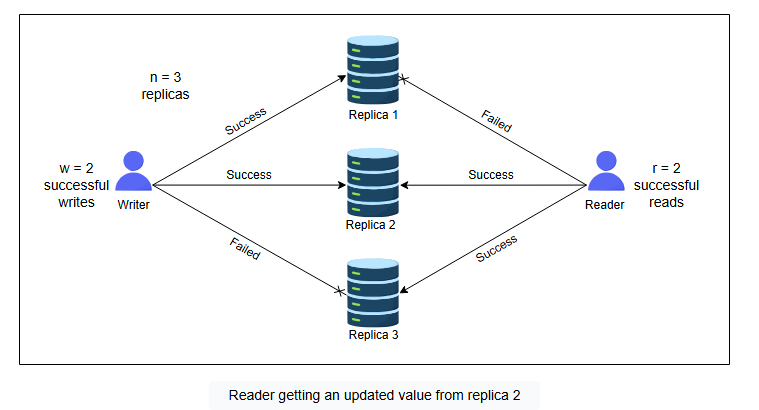 n = 3
replicas
Success
Replica 1
Failed
w = 2
successful
writes
Writer
Success
Replica 2
Success
Reader
r = 2
successful
reads
Failed
Replica 3
Success
Reader getting an updated value from replica 2